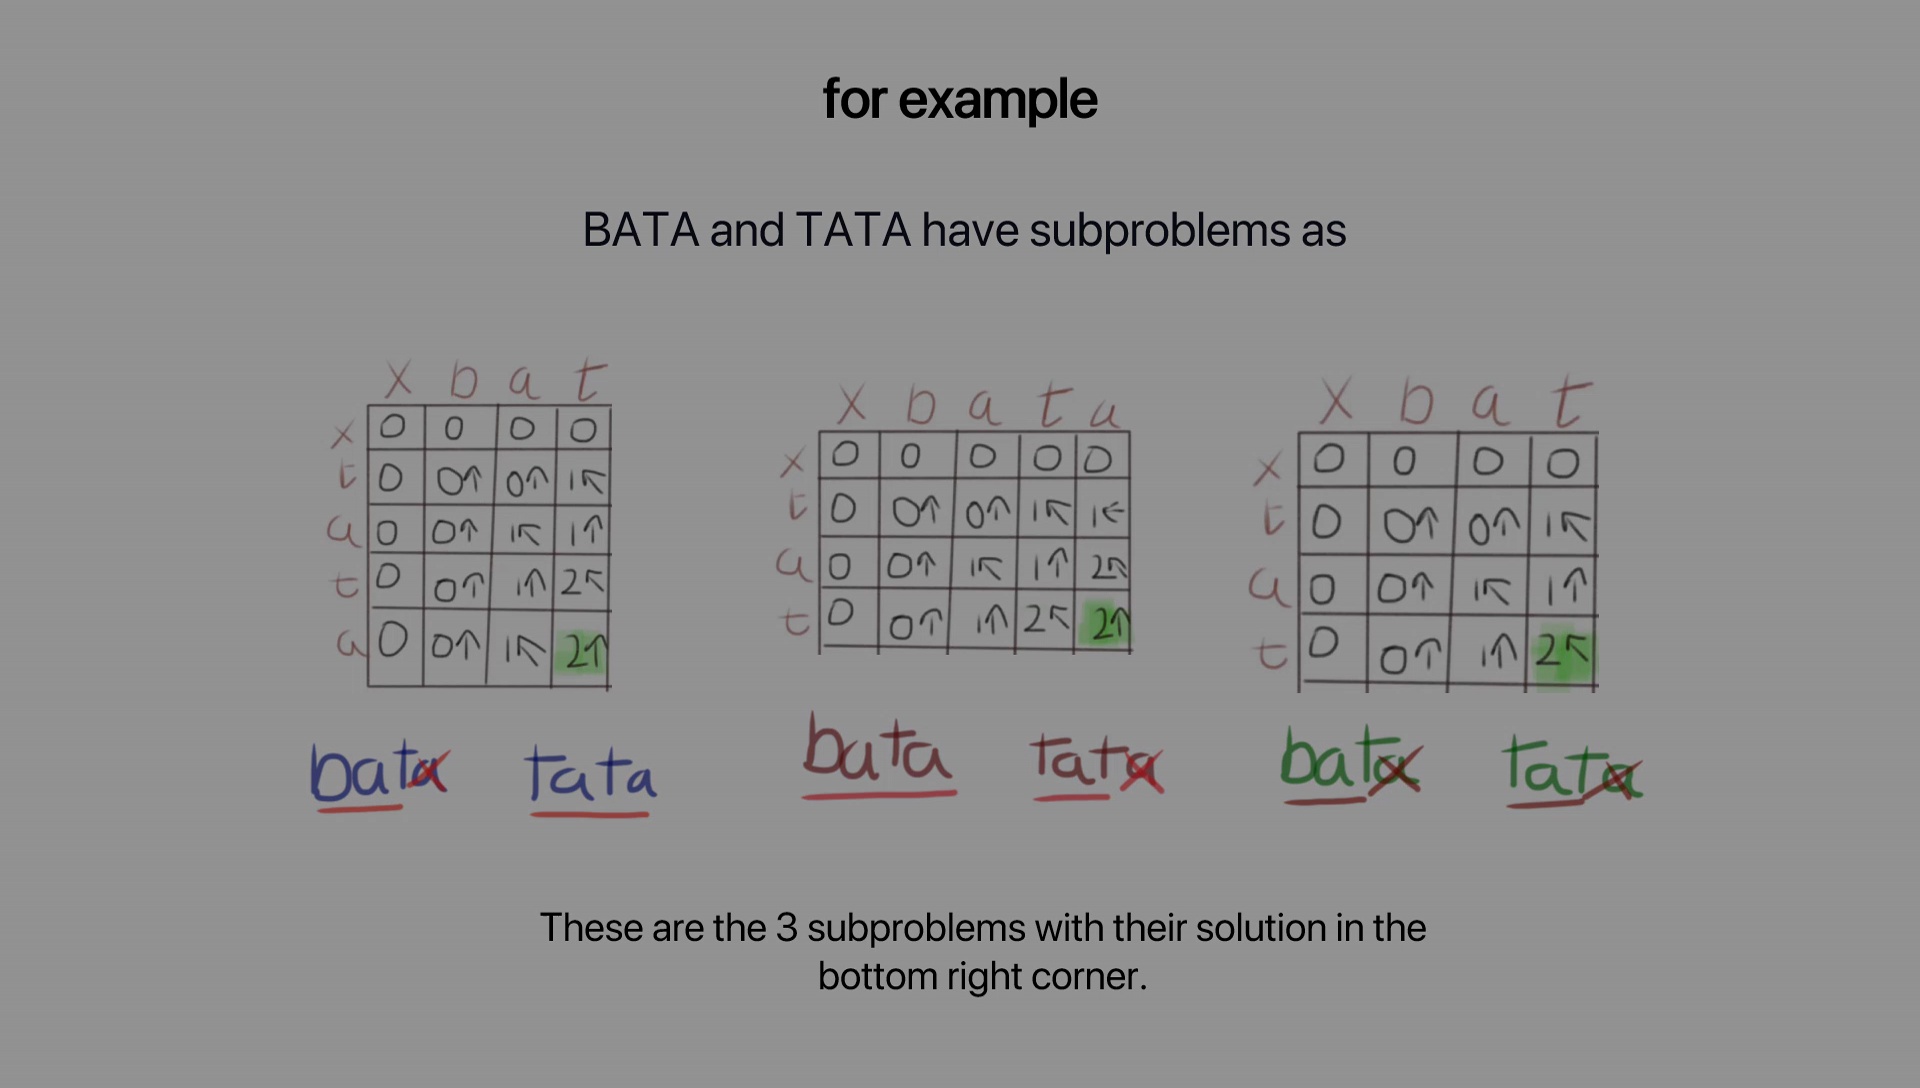 for example
BATA and TATA have subproblems as
x b a t
x 0 0 0 0
t 0 0↑ 0↑ 1↖
a 0 0↑ 1↖ 1↑
t 0 0↑ 1↑ 2↖
a 0 0↑ 1↖ 2↑
bata tata
x b a t a
x 0 0 0 0 0
t 0 0↑ 0↑ 1↖ 1←
a 0 0↑ 1↖ 1↑ 2↖
t 0 0↑ 1↑ 2↖ 2↑
bata tata
x b a t
x 0 0 0 0
t 0 0↑ 0↑ 1↖
a 0 0↑ 1↖ 1↑
t 0 0↑ 1↑ 2↖
bata tata
These are the 3 subproblems with their solution in the
bottom right corner.